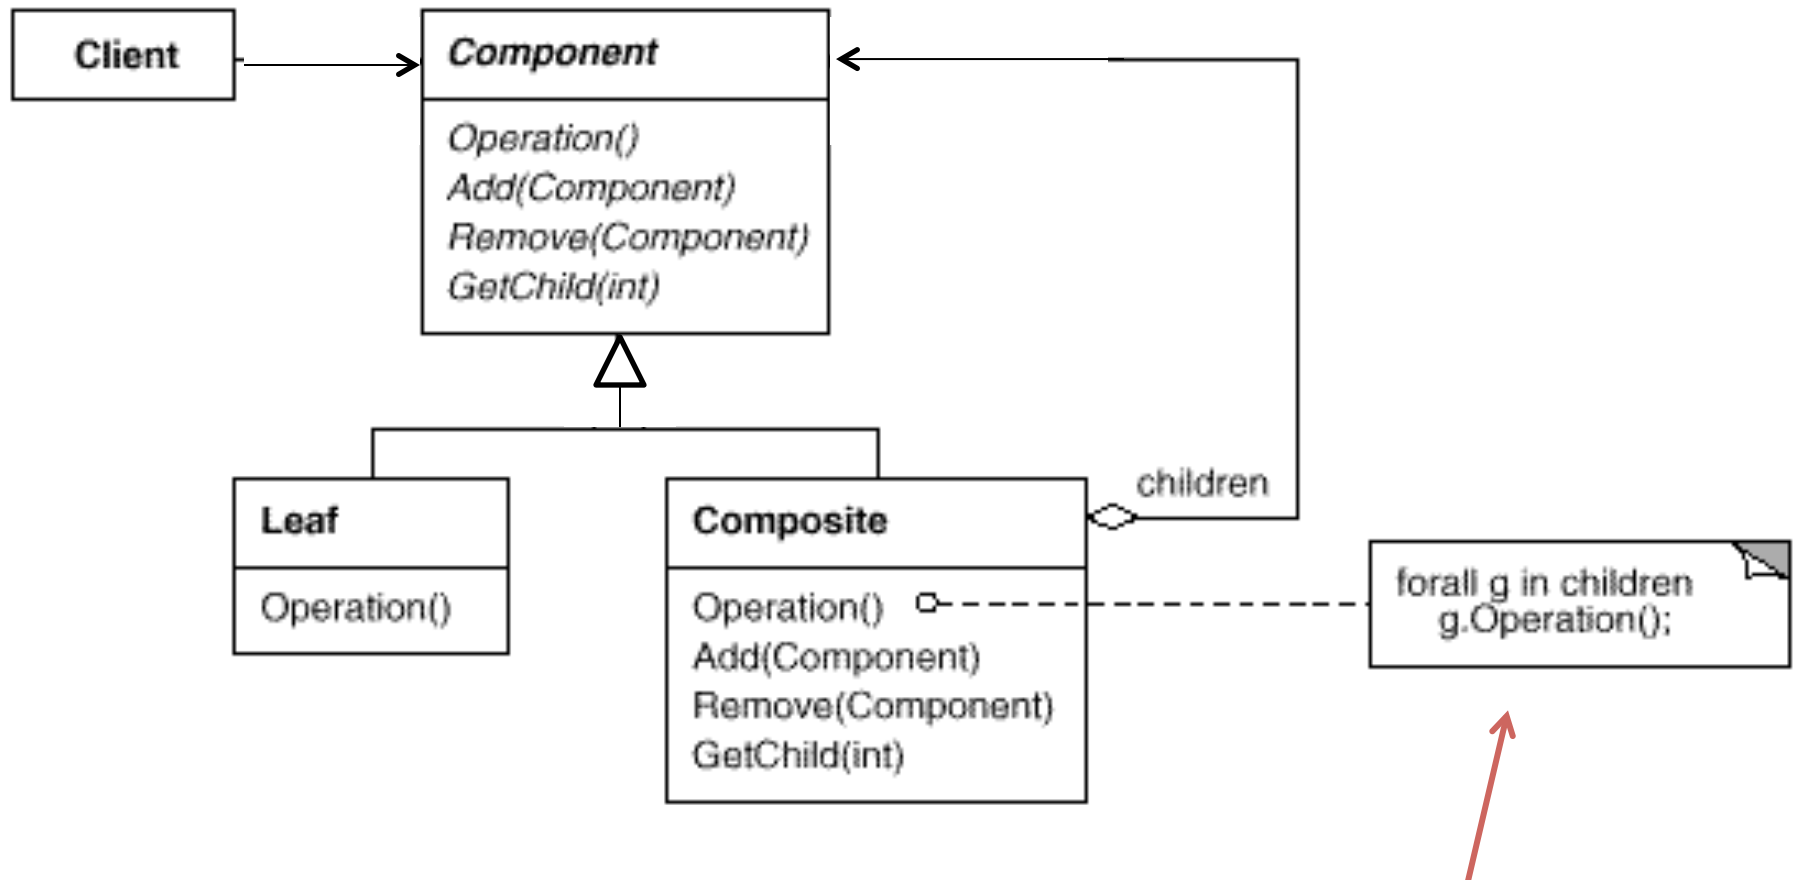 Client
Component
Operation()
Add(Component)
Remove(Component)
GetChild(int)
children
Leaf
Operation()
Composite
Operation()
Add(Component)
Remove(Component)
GetChild(int)
forall g in children
g.Operation();